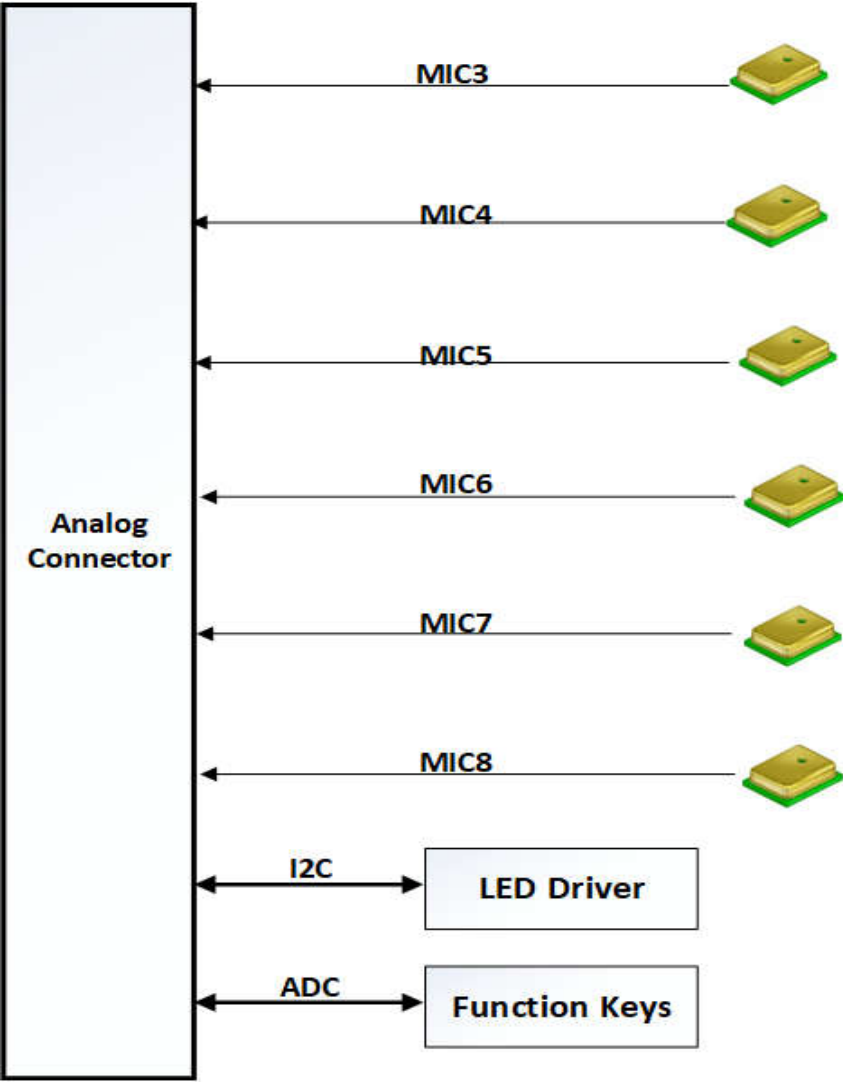 MIC3
MIC4
MIC5
MIC6
Analog
Connector
MIC7
MIC8
I2C
LED Driver
ADC
Function Keys